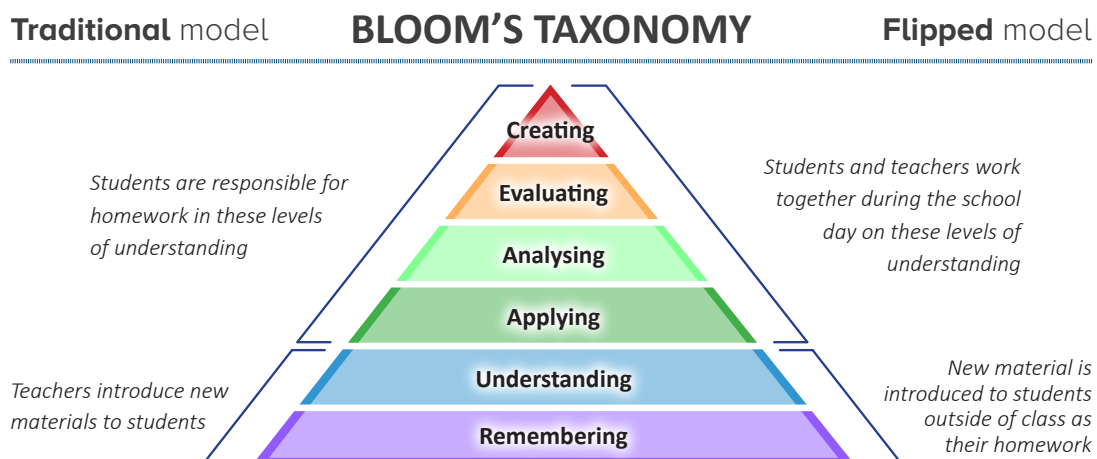 Traditional model
BLOOM'S TAXONOMY
Flipped model
Creating
Evaluating
Analysing
Applying
Understanding
Remembering
Students are responsible for
homework in these levels
of understanding
Teachers introduce new
materials to students
Students and teachers work
together during the school
day on these levels of
understanding
New material is
introduced to students
outside of class as
their homework